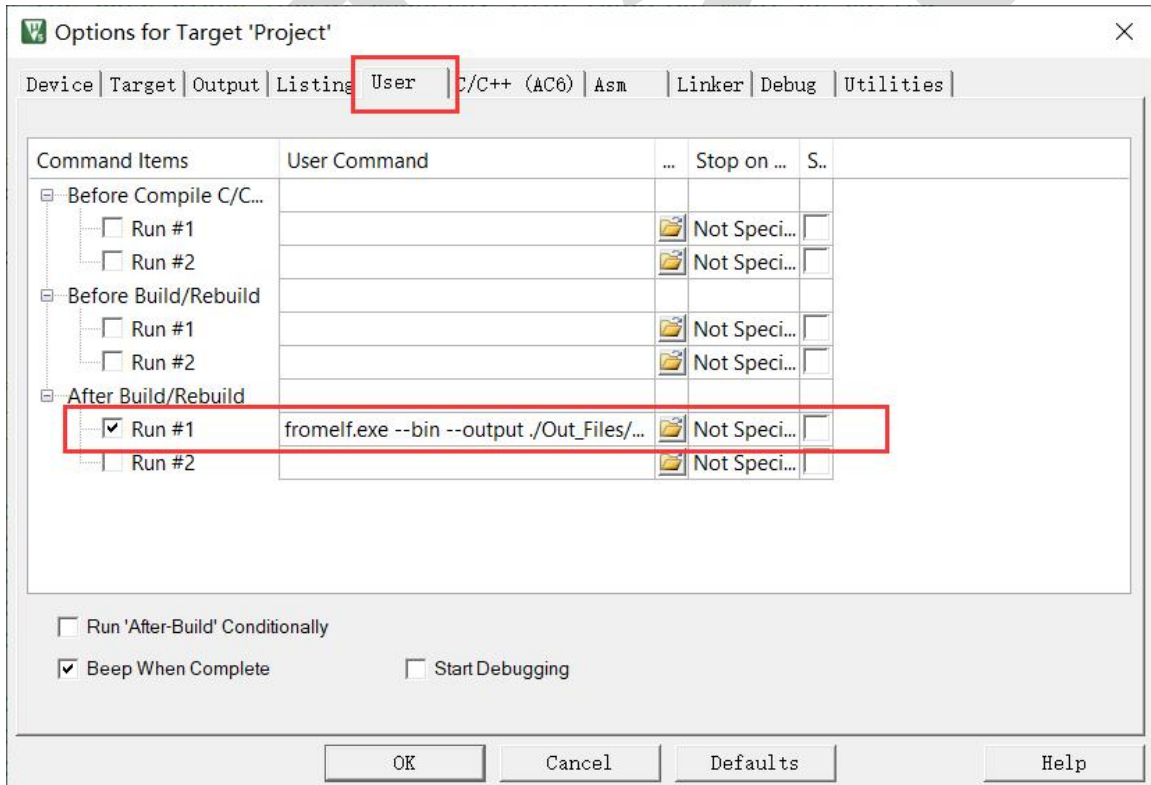 Options for Target 'Project'
Device Target Output Listing User C/C++ (AC6) Asm Linker Debug Utilities
Command Items User Command ... Stop on ... S..
Before Compile C/C...
Run #1 Not Speci...
Run #2 Not Speci...
Before Build/Rebuild
Run #1 Not Speci...
Run #2 Not Speci...
After Build/Rebuild
Run #1 fromelf.exe --bin --output ./Out_Files/... Not Speci...
Run #2 Not Speci...
Run 'After-Build' Conditionally
Beep When Complete Start Debugging
OK Cancel Defaults Help